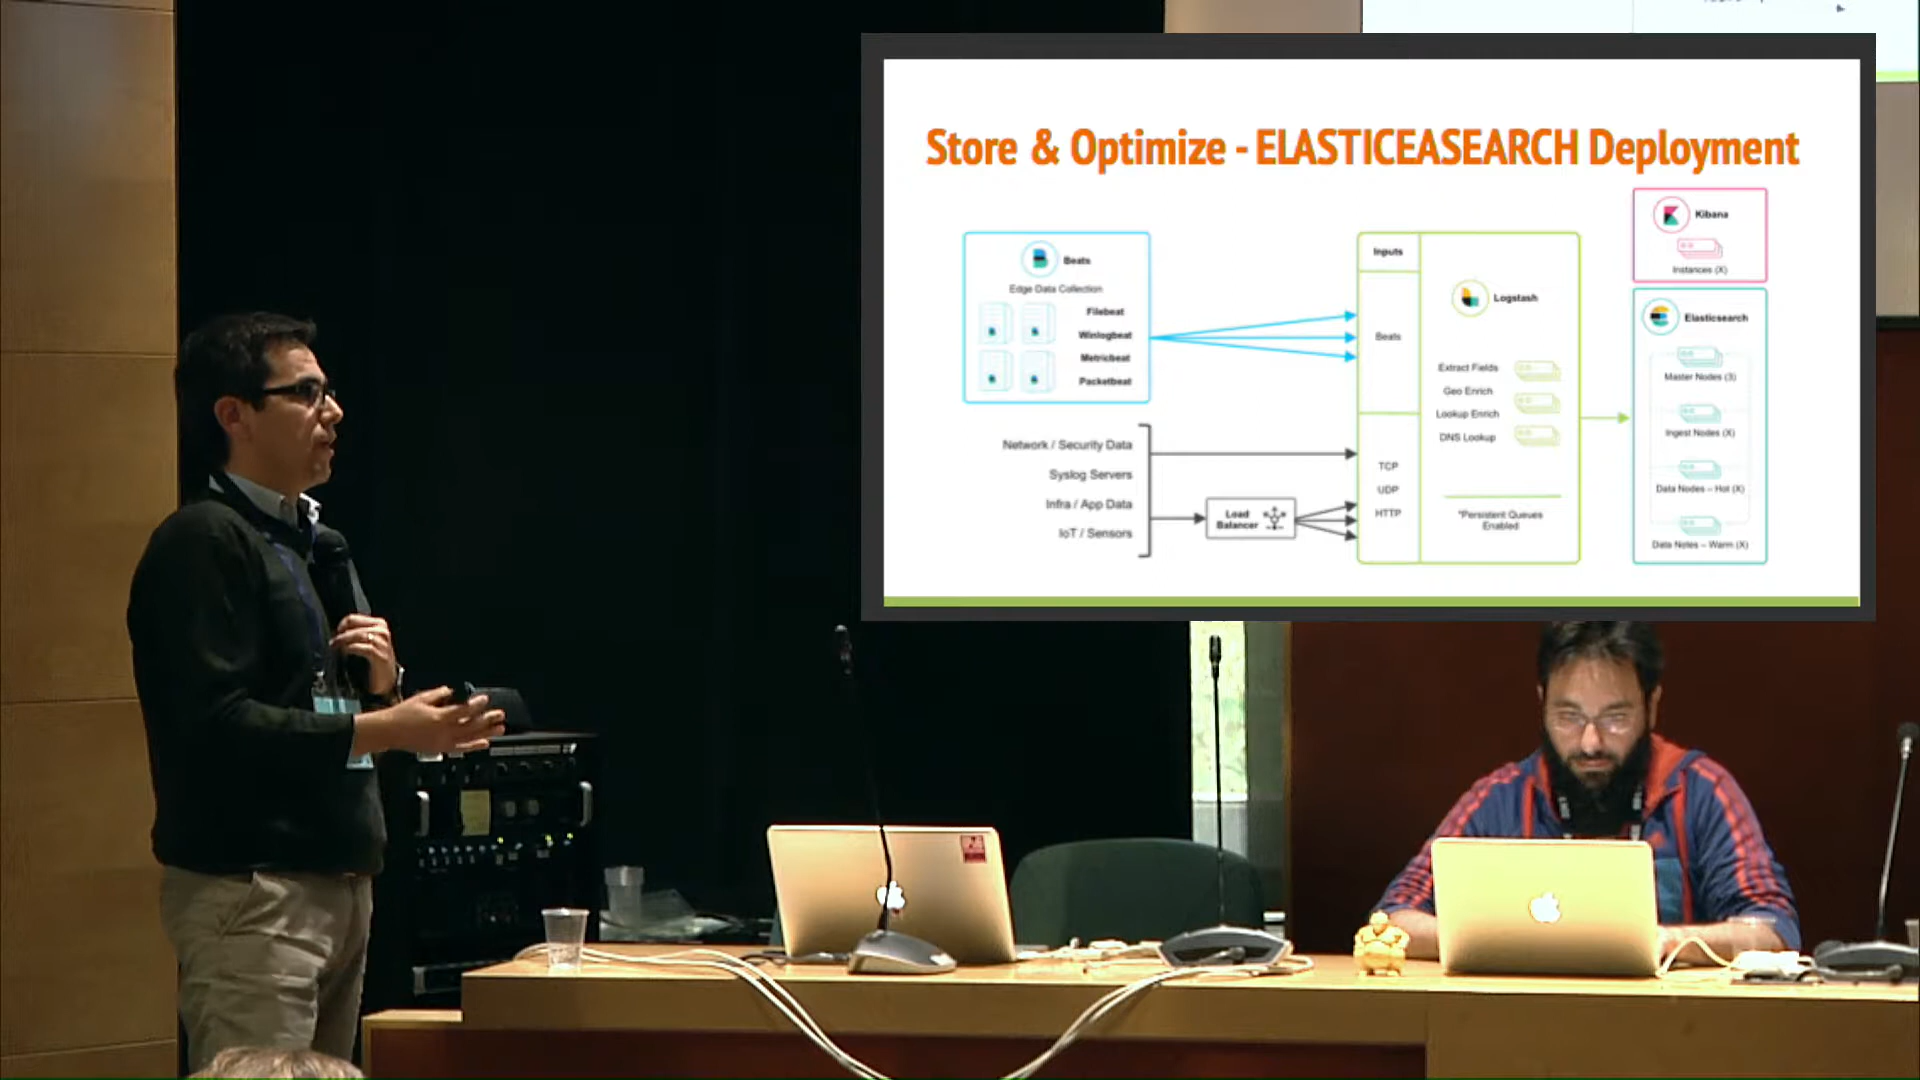 Store & Optimize - ELASTICEASEARCH Deployment
Beats
Edge Data Collection
Filebeat
Winlogbeat
Metricbeat
Packetbeat
Network / Security Data
Syslog Servers
Infra / App Data
IoT / Sensors
Load
Balancer
Inputs
Beats
TCP
UDP
HTTP
Logstash
Extract Fields
Geo Enrich
Lookup Enrich
DNS Lookup
*Persistent Queues
Enabled
Kibana
Instances (X)
Elasticsearch
Master Nodes (3)
Ingest Nodes (X)
Data Nodes – Hot (X)
Data Notes – Warm (X)